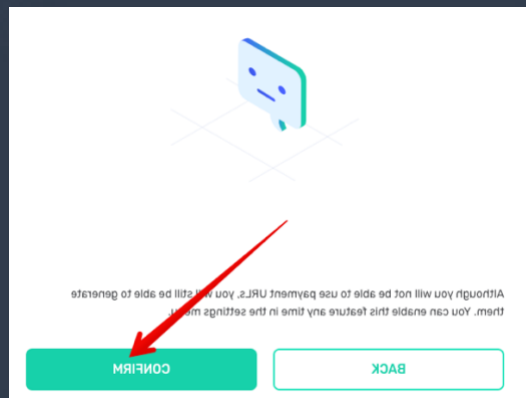 Although you will not be able to use payment URLs, you will still be able to generate
them. You can enable this feature any time in the settings menu.
BACK
CONFIRM